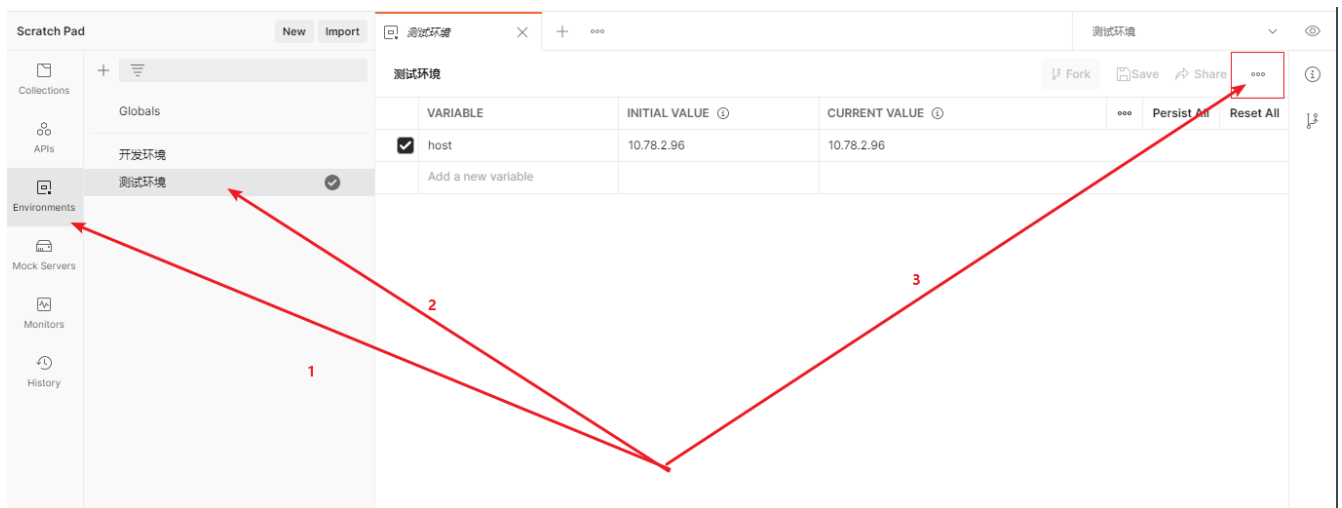 Scratch Pad New Import 测试环境 测试环境
Collections
Globals
APIs
开发环境
测试环境
Environments
Mock Servers
Monitors
History
测试环境 Fork Save Share
VARIABLE INITIAL VALUE CURRENT VALUE Persist All Reset All
host 10.78.2.96 10.78.2.96
Add a new variable
3
2
1